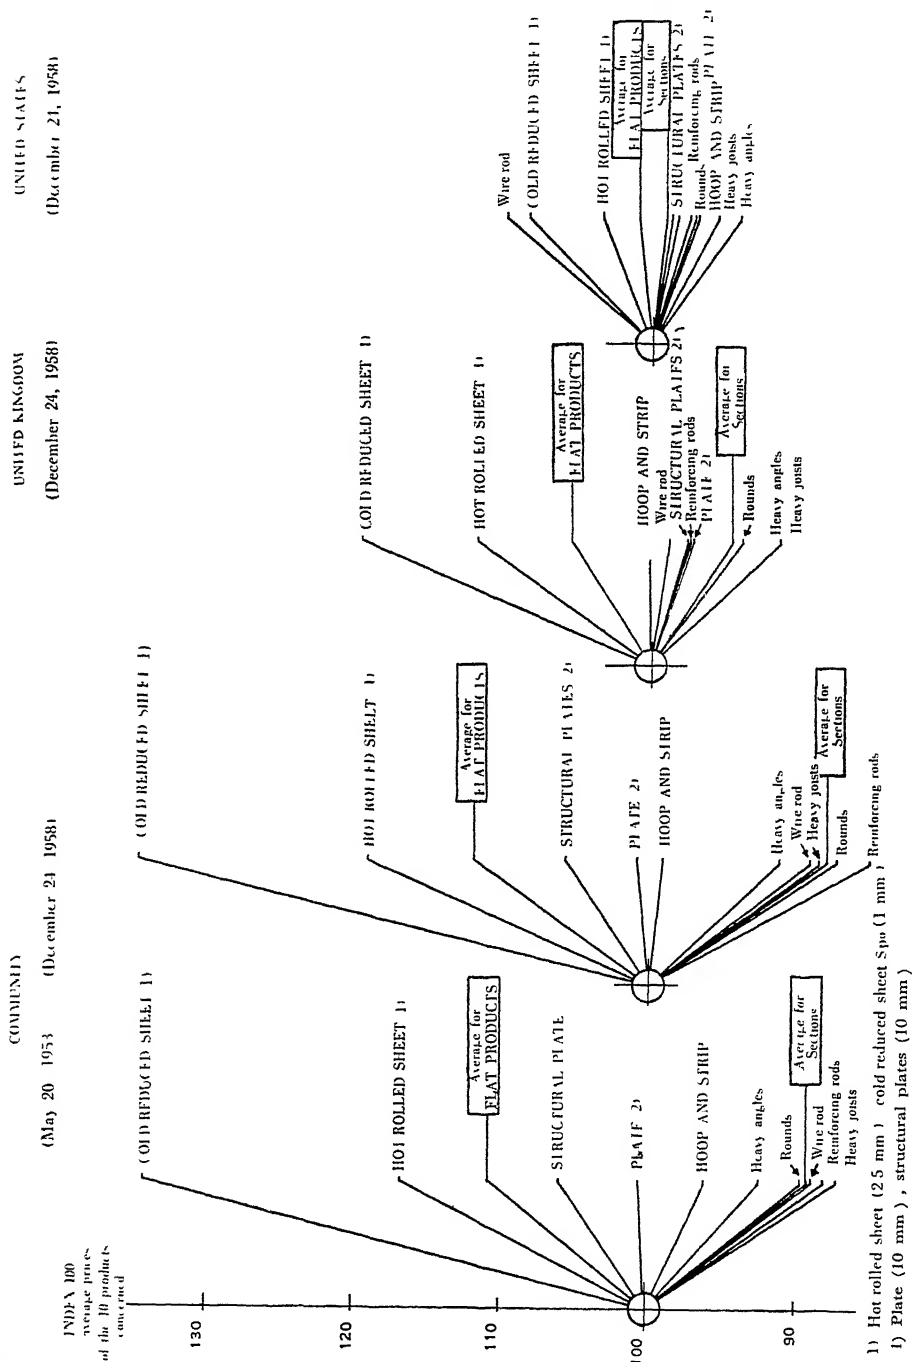 COMMUNITY
(May 20 1953
(December 24 1958)
UNITED KINGDOM
(December 24, 1958)
UNITED STATES
(December 24, 1958)
INDEX 100
average prices
of the 10 products
concerned
130
120
110
100
90
COLD REDUCED SHEET 1)
HOT ROLLED SHEET 1)
Average for
FLAT PRODUCTS
STRUCTURAL PLATE
PLATE 2)
HOOP AND STRIP
Heavy angles
Rounds
Average for
Sections
Wire rod
Reinforcing rods
Heavy joists
COLD REDUCED SHEET 1)
HOT ROLLED SHEET 1)
Average for
FLAT PRODUCTS
STRUCTURAL PLATES 2)
PLATE 2)
HOOP AND STRIP
Heavy angles
Wire rod
Heavy joists
Average for
Sections
Rounds
Reinforcing rods
COLD REDUCED SHEET 1)
HOT ROLLED SHEET 1)
Average for
FLAT PRODUCTS
HOOP AND STRIP
Wire rod
STRUCTURAL PLATES 2)
Reinforcing rods
PLATE 2)
Average for
Sections
Rounds
Heavy angles
Heavy joists
Wire rod
COLD REDUCED SHEET 1)
HOT ROLLED SHEET 1)
Average for
FLAT PRODUCTS
Average for
Sections
STRUCTURAL PLATES 2)
Reinforcing rods
Rounds
PLATE 2)
HOOP AND STRIP
Heavy joists
Heavy angles
1) Hot rolled sheet (2 5 mm ) cold reduced sheet (1 mm )
1) Plate (10 mm ), structural plates (10 mm )